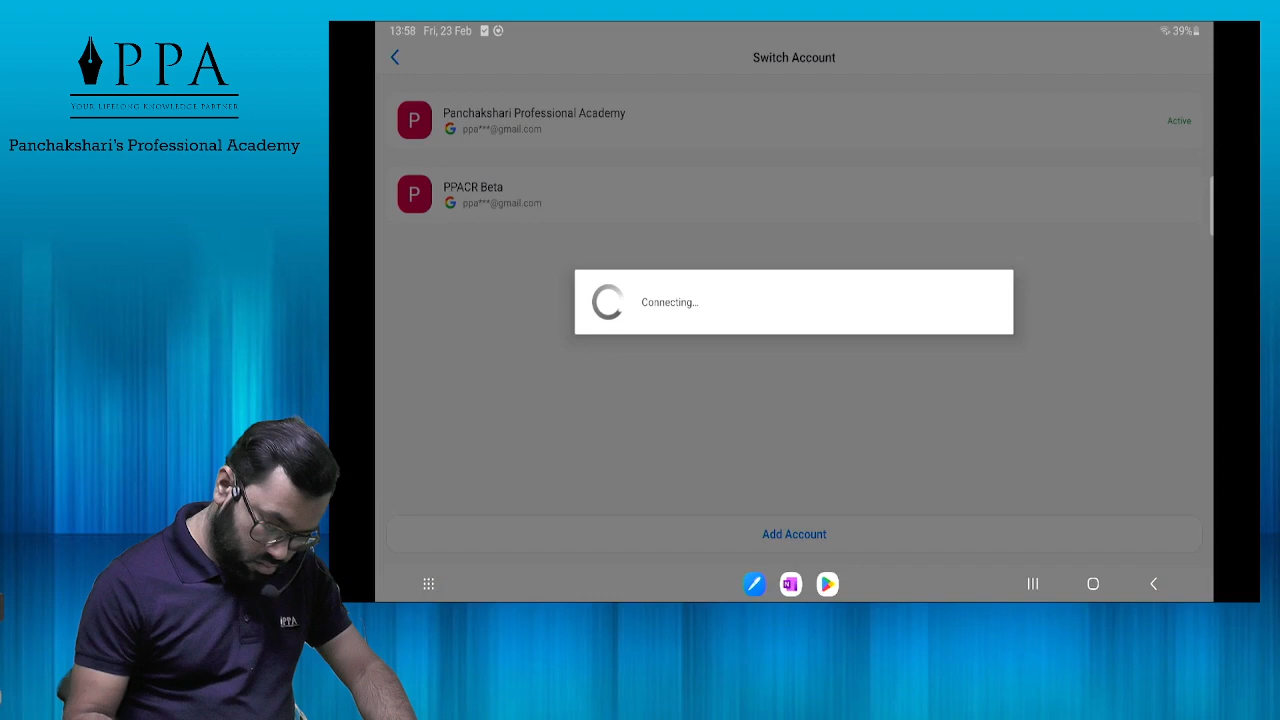 PPA
YOUR LIFELONG KNOWLEDGE PARTNER
Panchakshari's Professional Academy
13:58 Fri, 23 Feb
39%
Switch Account
P
Panchakshari Professional Academy
G ppa***@gmail.com
Active
P
PPACR Beta
G ppa***@gmail.com
Connecting...
Add Account
N
PPA